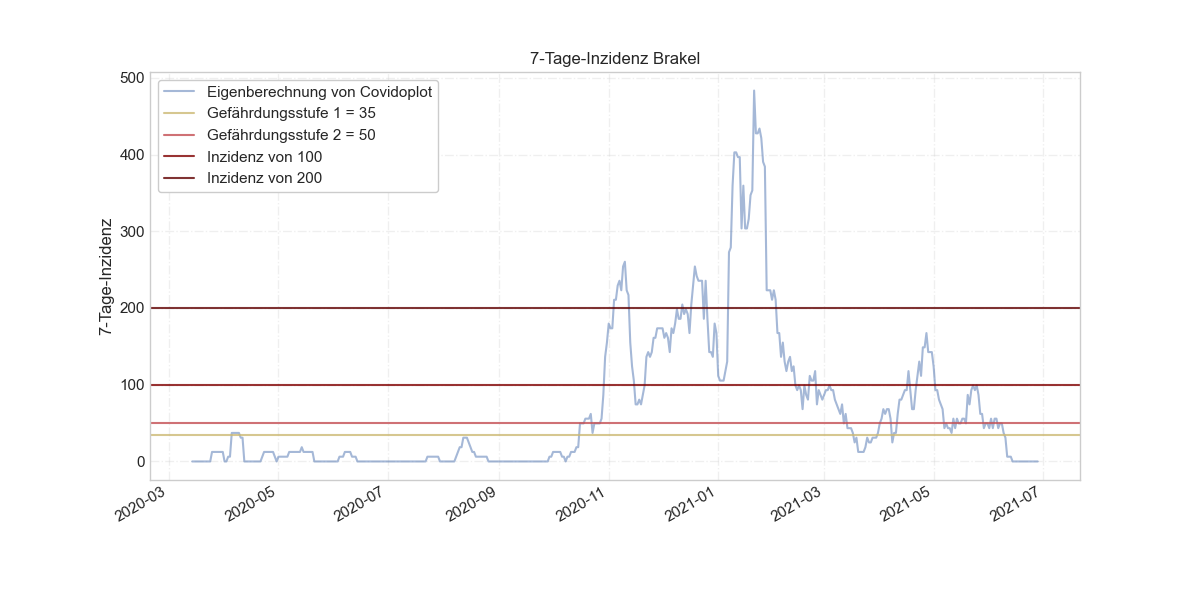 7-Tage-Inzidenz Brakel
7-Tage-Inzidenz
500
400
300
200
100
0
Eigenberechnung von Covidoplot
Gefährdungsstufe 1 = 35
Gefährdungsstufe 2 = 50
Inzidenz von 100
Inzidenz von 200
2020-03
2020-05
2020-07
2020-09
2020-11
2021-01
2021-03
2021-05
2021-07